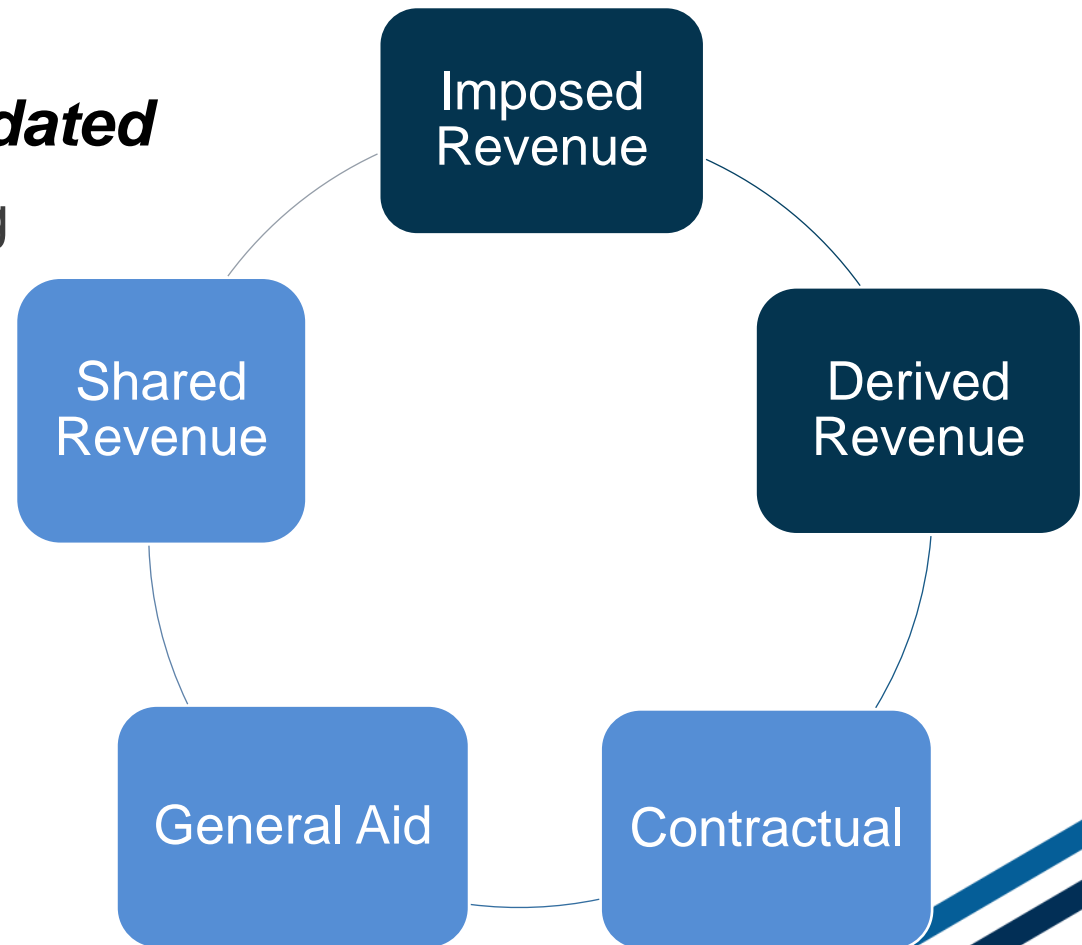 dated
g
Imposed
Revenue
Shared
Revenue
Derived
Revenue
General Aid
Contractual